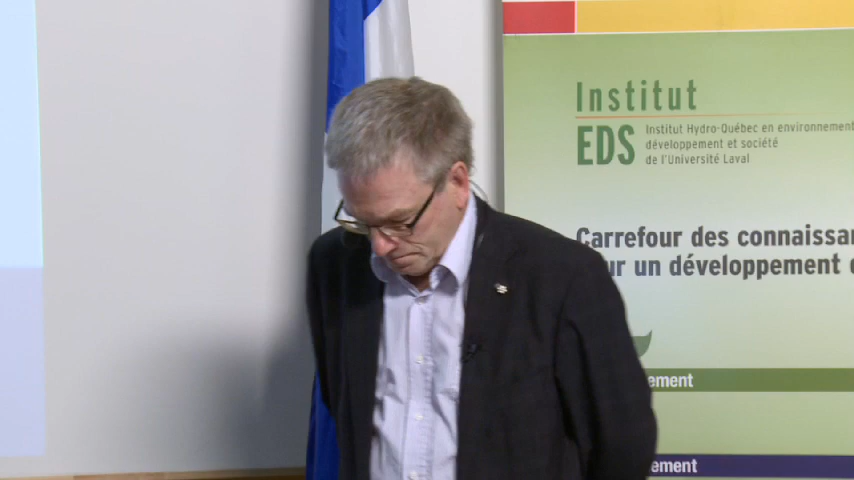 Institut
EDS
Institut Hydro-Québec en environnement
développement et société
de l'Université Laval
Carrefour des connaissan
ur un développement d
ement
ement